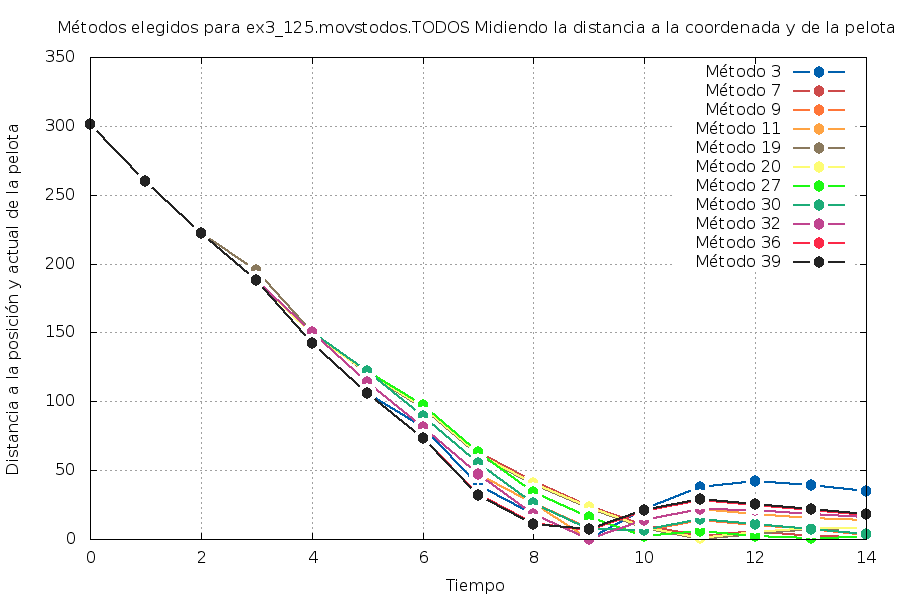 Métodos elegidos para ex3_125.movstodos.TODOS Midiendo la distancia a la coordenada y de la pelota
350
300
250
200
150
100
50
0
Distancia a la posición y actual de la pelota
Método 3
Método 7
Método 9
Método 11
Método 19
Método 20
Método 27
Método 30
Método 32
Método 36
Método 39
0 2 4 6 8 10 12 14
Tiempo